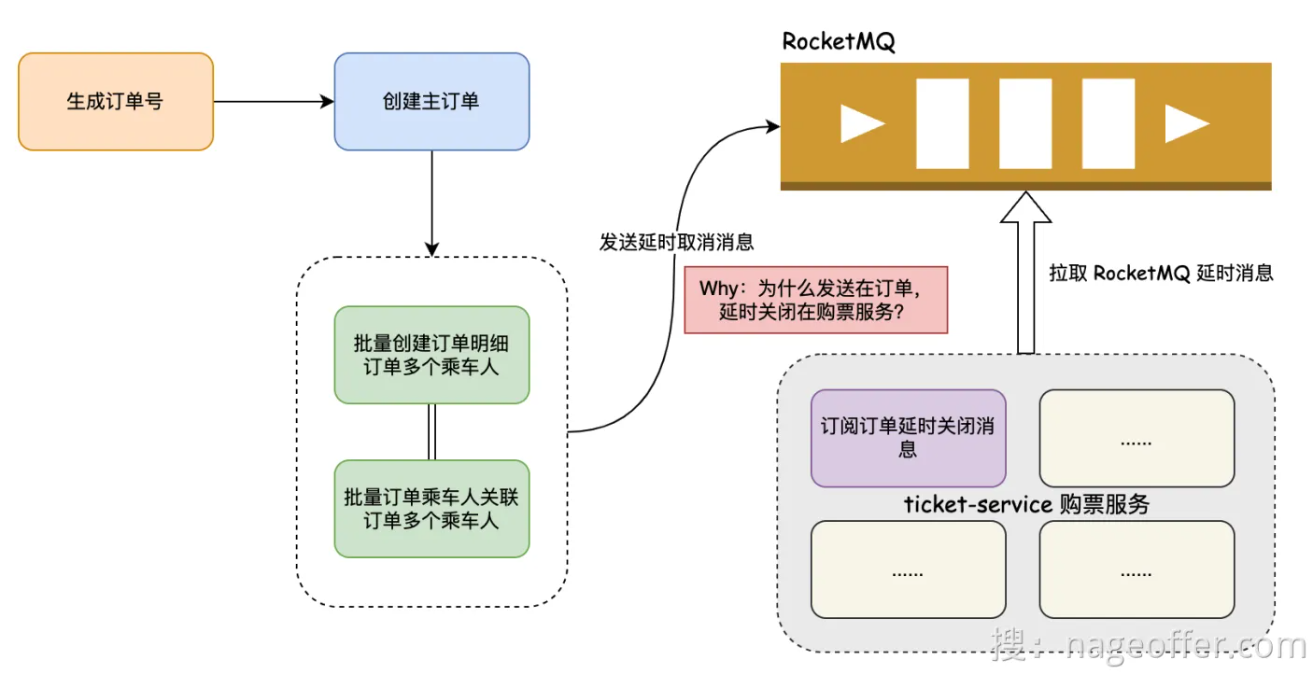 RocketMQ
生成订单号
创建主订单
发送延时取消消息
Why：为什么发送在订单，
延时关闭在购票服务？
拉取 RocketMQ 延时消息
批量创建订单明细
订单多个乘车人
批量订单乘车人关联
订单多个乘车人
订阅订单延时关闭消
息
......
ticket-service 购票服务
......
......
搜：nageoffer.com